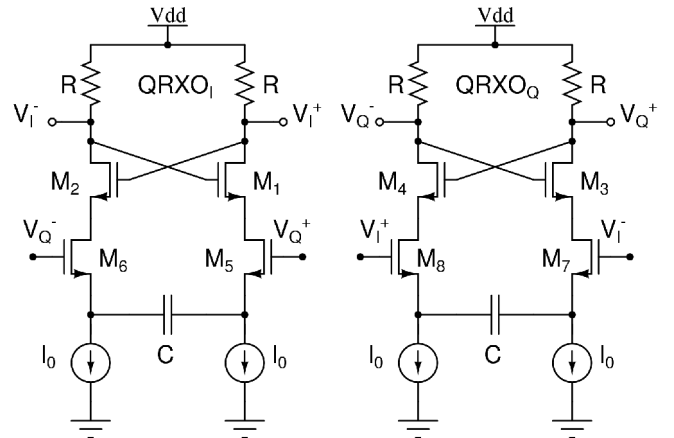 Vdd Vdd
R QRXO_I R R QRXO_Q R
V_I^- V_I^+ V_Q^- V_Q^+
M_2 M_1 M_4 M_3
V_Q^- V_Q^+ V_I^+ V_I^-
M_6 M_5 M_8 M_7
I_0 C I_0 I_0 C I_0